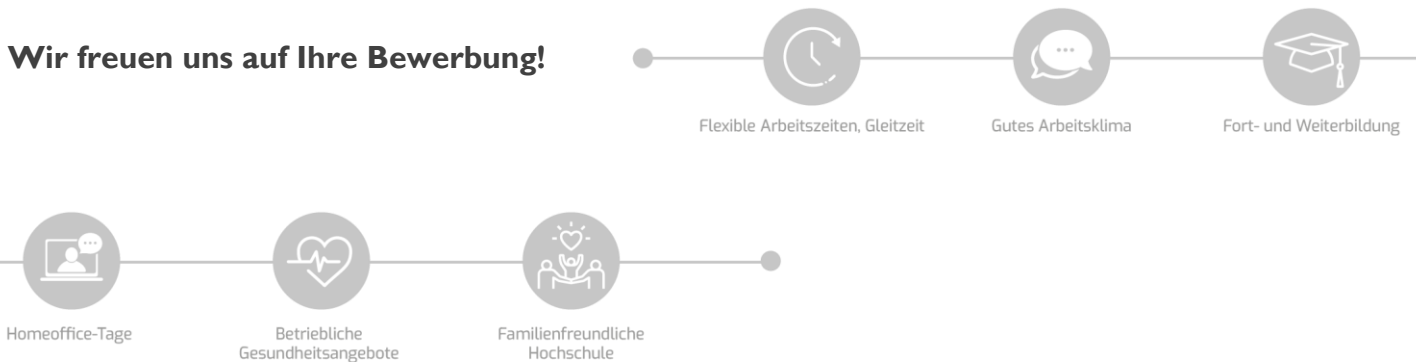 Wir freuen uns auf Ihre Bewerbung!
Flexible Arbeitszeiten, Gleitzeit
Gutes Arbeitsklima
Fort- und Weiterbildung
Homeoffice-Tage
Betriebliche
Gesundheitsangebote
Familienfreundliche
Hochschule